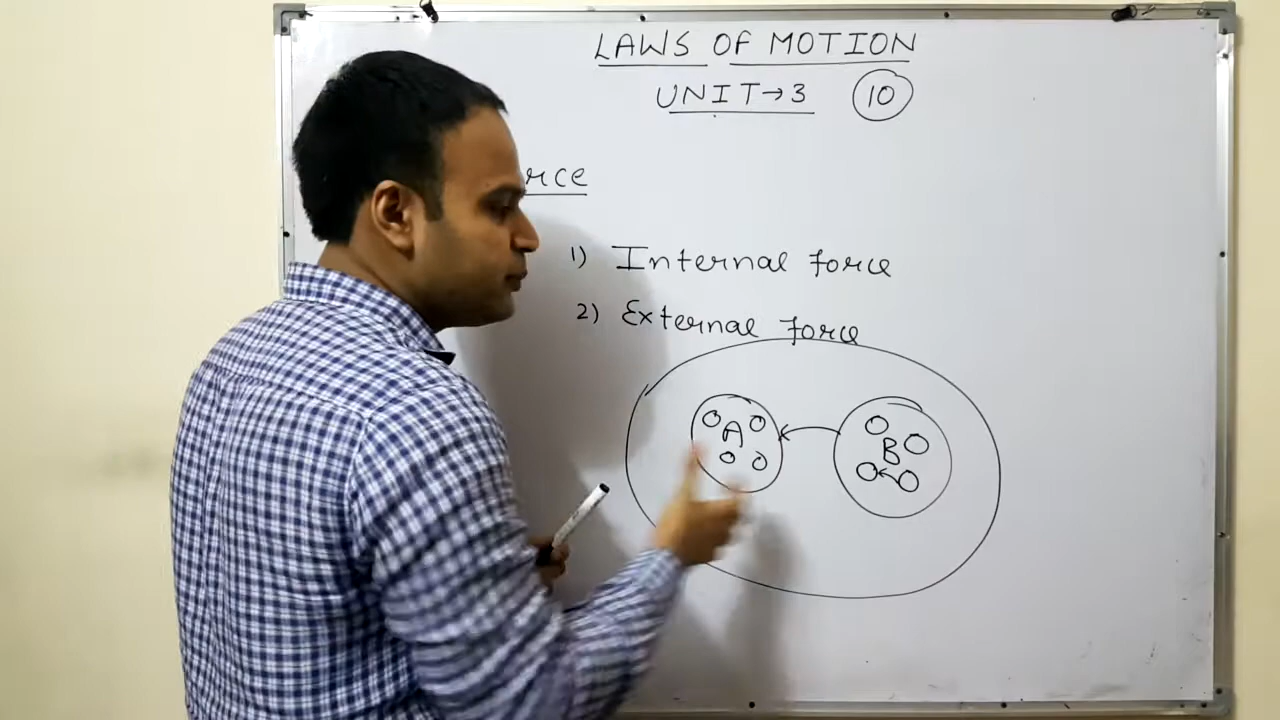 LAWS OF MOTION
UNIT→3 10
rce
1) Internal force
2) External force
A B